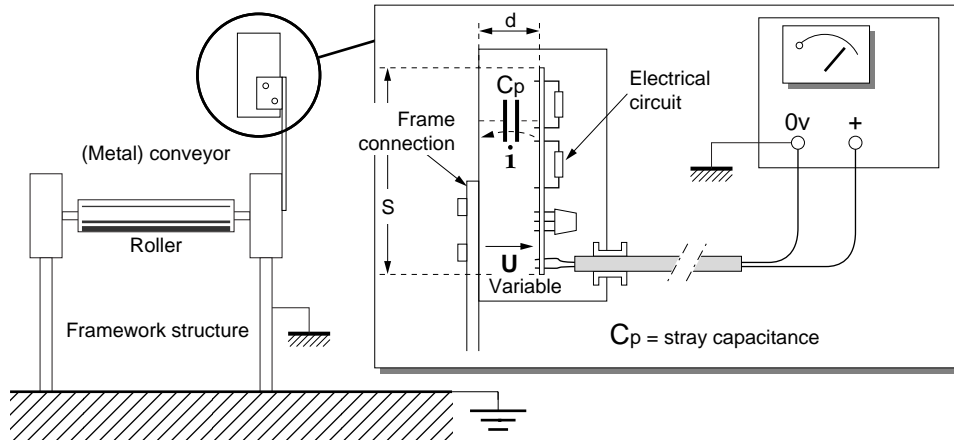 (Metal) conveyor
Roller
Framework structure
d
S
Cp
i
Frame
connection
Electrical
circuit
U
Variable
0v
+
Cp = stray capacitance